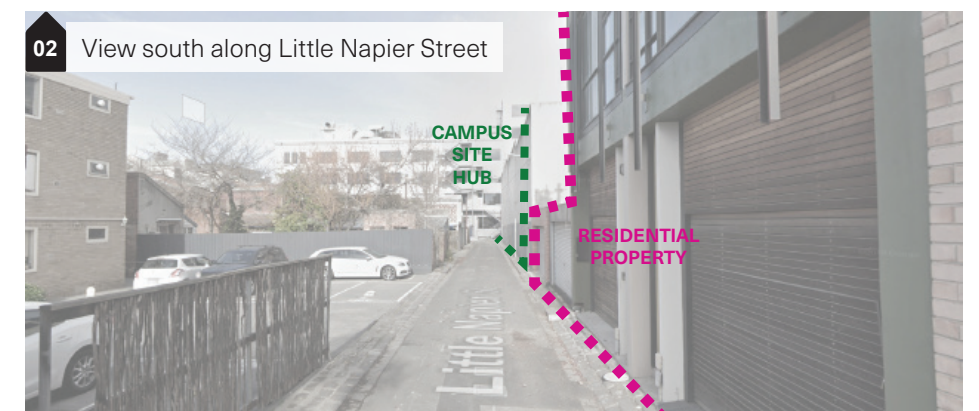 02
View south along Little Napier Street
CAMPUS
SITE
HUB
RESIDENTIAL
PROPERTY
Little Napier